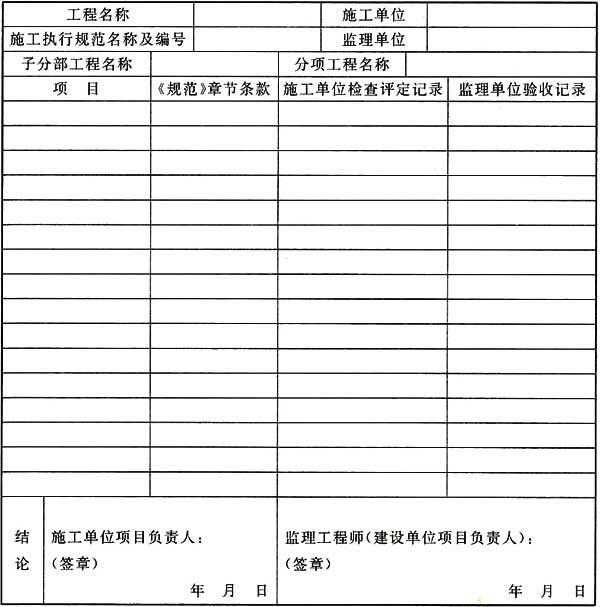 工程名称 施工单位
施工执行规范名称及编号 监理单位
子分部工程名称 分项工程名称
项 目 《规范》章节条款 施工单位检查评定记录 监理单位验收记录
结论
施工单位项目负责人： 监理工程师（建设单位项目负责人）：
（签章） （签章）
年 月 日 年 月 日